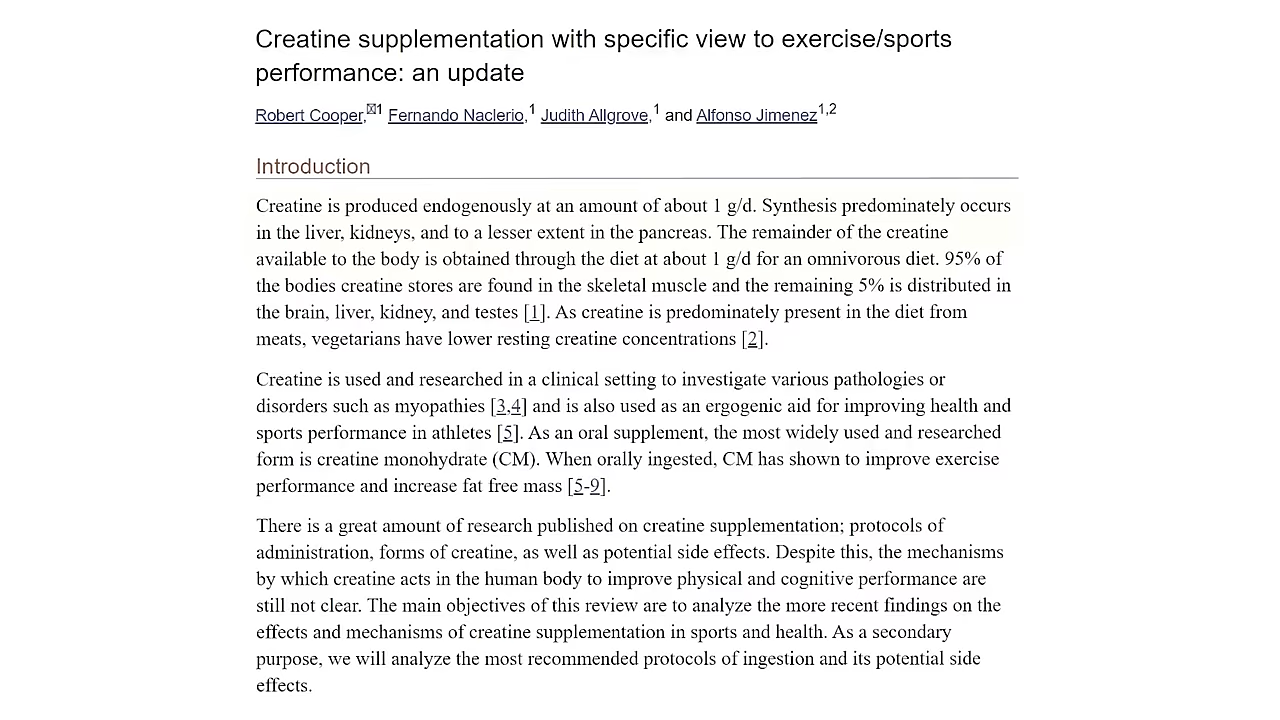 Creatine supplementation with specific view to exercise/sports
performance: an update
Robert Cooper,✉1 Fernando Naclerio,1 Judith Allgrove,1 and Alfonso Jimenez1,2
Introduction
Creatine is produced endogenously at an amount of about 1 g/d. Synthesis predominately occurs
in the liver, kidneys, and to a lesser extent in the pancreas. The remainder of the creatine
available to the body is obtained through the diet at about 1 g/d for an omnivorous diet. 95% of
the bodies creatine stores are found in the skeletal muscle and the remaining 5% is distributed in
the brain, liver, kidney, and testes [1]. As creatine is predominately present in the diet from
meats, vegetarians have lower resting creatine concentrations [2].
Creatine is used and researched in a clinical setting to investigate various pathologies or
disorders such as myopathies [3,4] and is also used as an ergogenic aid for improving health and
sports performance in athletes [5]. As an oral supplement, the most widely used and researched
form is creatine monohydrate (CM). When orally ingested, CM has shown to improve exercise
performance and increase fat free mass [5-9].
There is a great amount of research published on creatine supplementation; protocols of
administration, forms of creatine, as well as potential side effects. Despite this, the mechanisms
by which creatine acts in the human body to improve physical and cognitive performance are
still not clear. The main objectives of this review are to analyze the more recent findings on the
effects and mechanisms of creatine supplementation in sports and health. As a secondary
purpose, we will analyze the most recommended protocols of ingestion and its potential side
effects.